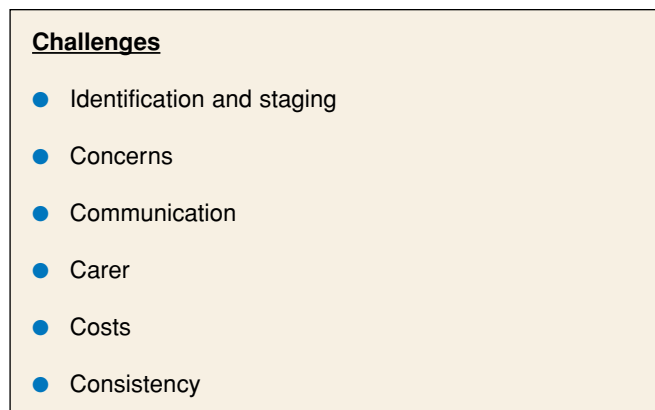 Challenges
● Identification and staging
● Concerns
● Communication
● Carer
● Costs
● Consistency